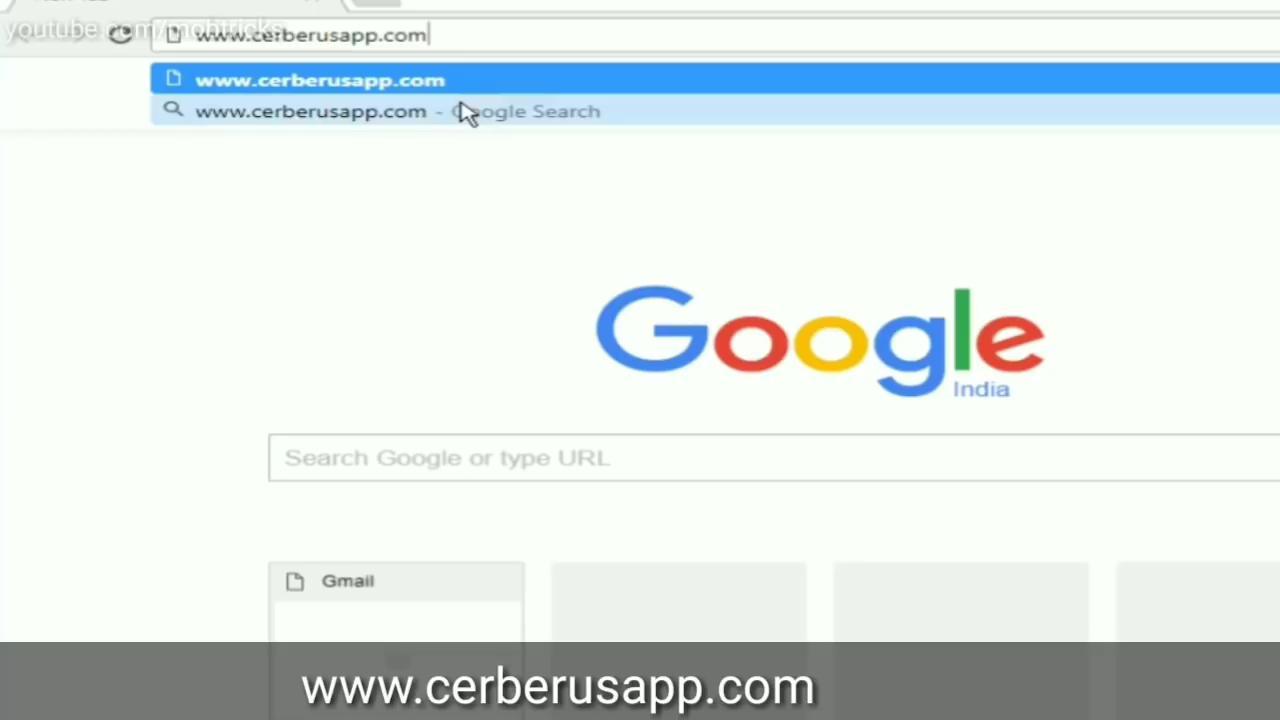 youtube.com/mobtricks
www.cerberusapp.com
www.cerberusapp.com
www.cerberusapp.com - Google Search
Google
India
Search Google or type URL
Gmail
www.cerberusapp.com